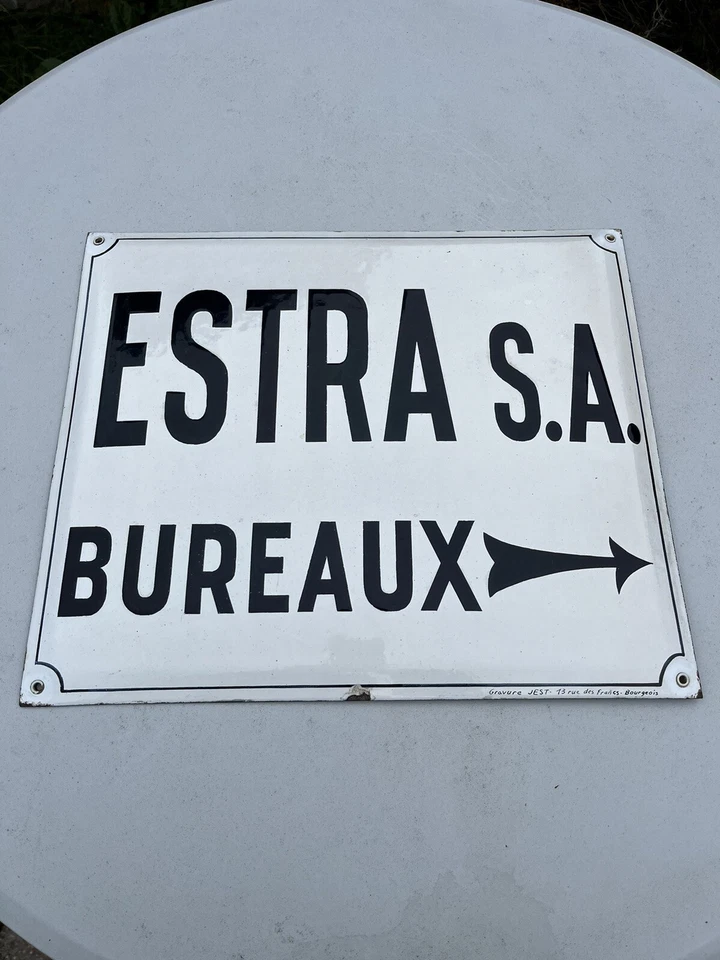 ESTRA S.A.
BUREAUX
Gravure JEST- 13 rue des Francs-Bourgeois